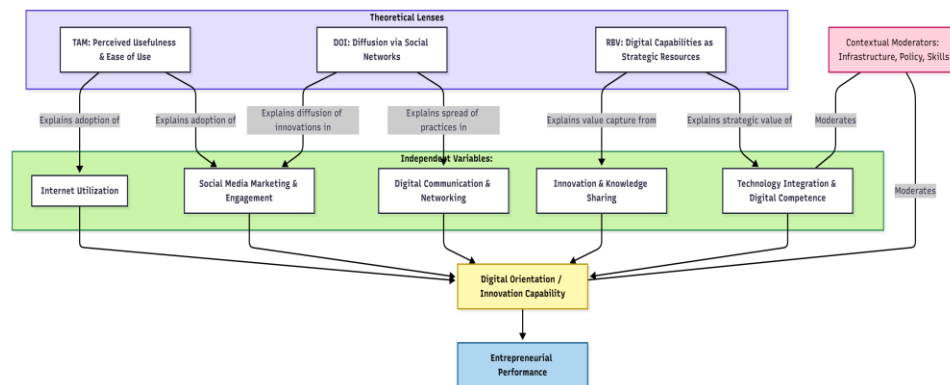 Theoretical Lenses
TAM: Perceived Usefulness
& Ease of Use
DOI: Diffusion via Social
Networks
RBV: Digital Capabilities as
Strategic Resources
Contextual Moderators:
Infrastructure, Policy, Skills
Explains adoption of
Explains adoption of
Explains diffusion of
innovations in
Explains spread of
practices in
Explains value capture from
Explains strategic value of
Moderates
Independent Variables:
Internet Utilization
Social Media Marketing &
Engagement
Digital Communication &
Networking
Innovation & Knowledge
Sharing
Technology Integration &
Digital Competence
Moderates
Digital Orientation /
Innovation Capability
Entrepreneurial
Performance